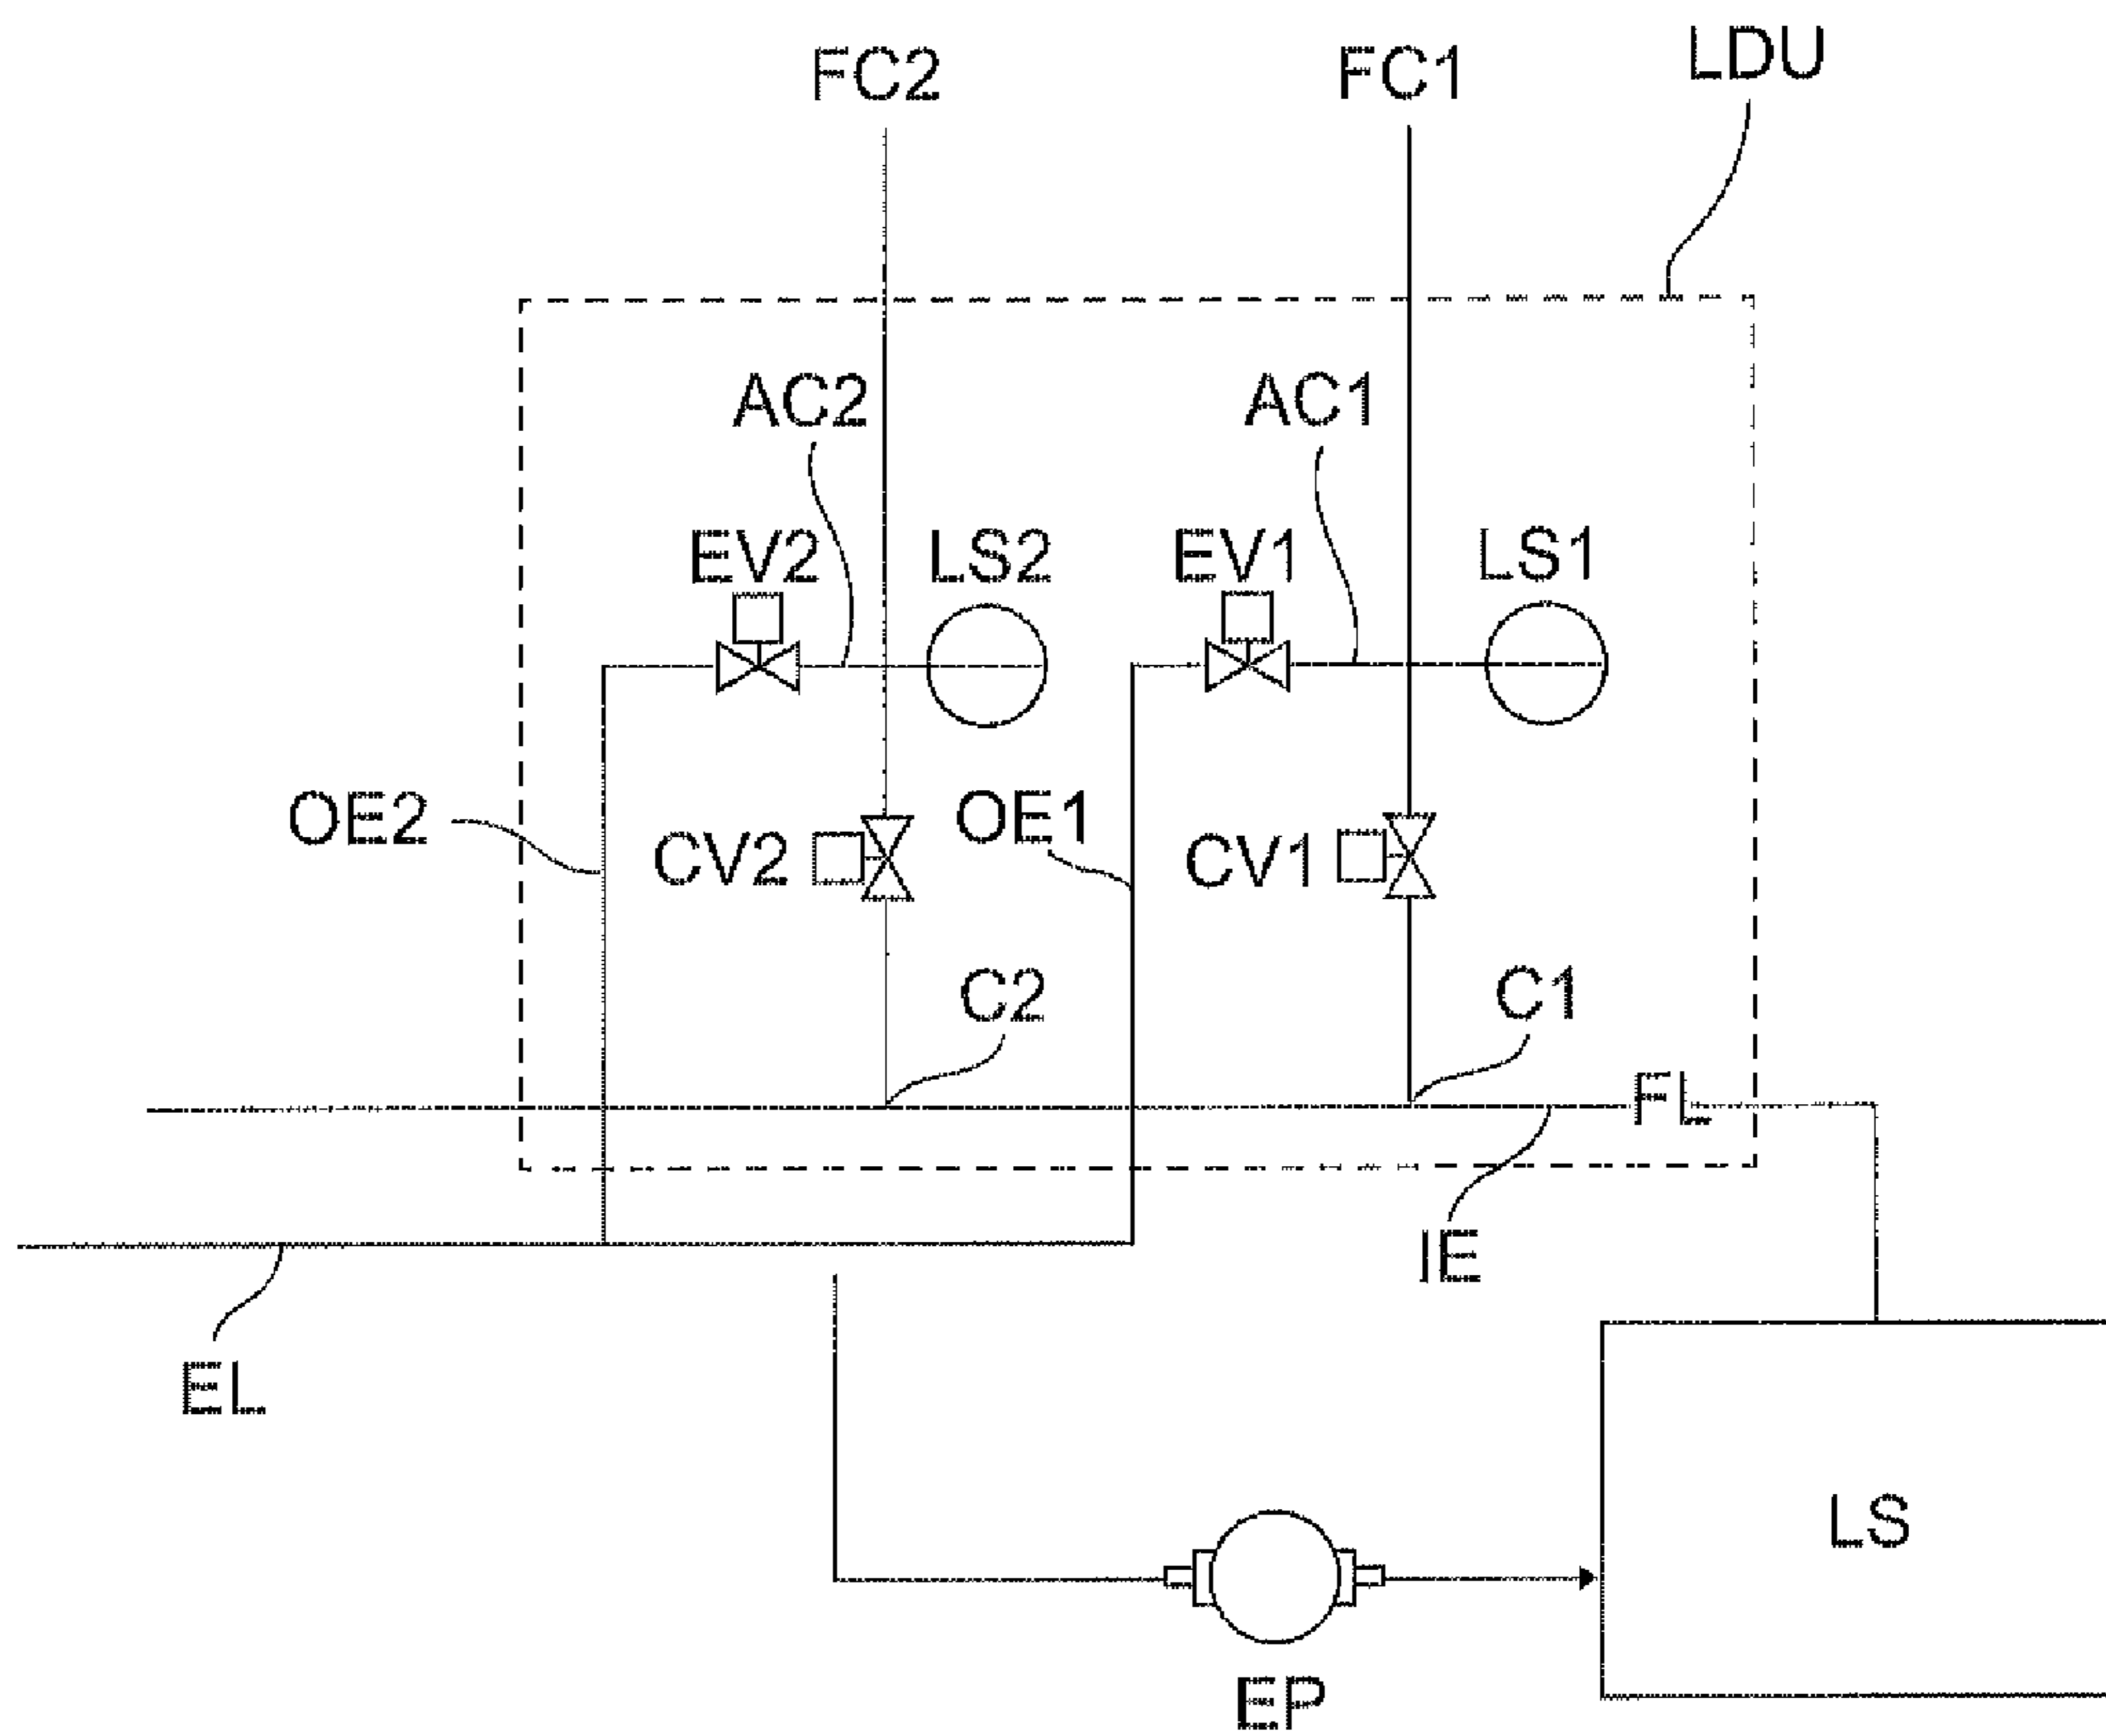 FC2 FC1 LDU
AC2 AC1
EV2 LS2 EV1 LS1
OE2 CV2 OE1 CV1
C2 C1
FL
IE
EL
LS
EP